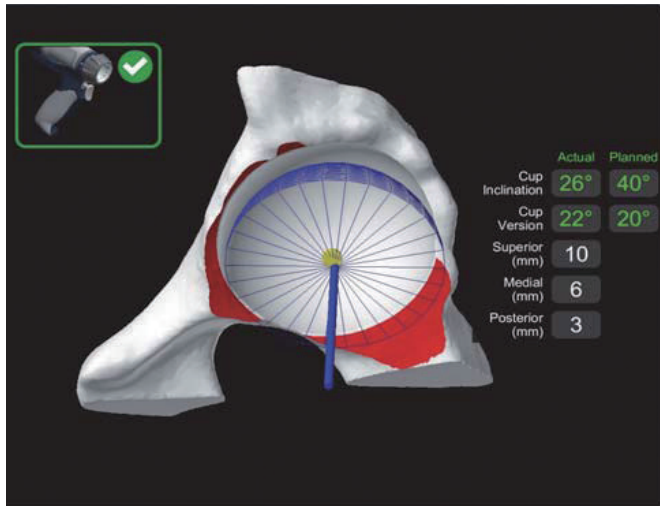 Actual Planned
Cup
Inclination 26° 40°
Cup
Version 22° 20°
Superior
(mm) 10
Medial
(mm) 6
Posterior
(mm) 3